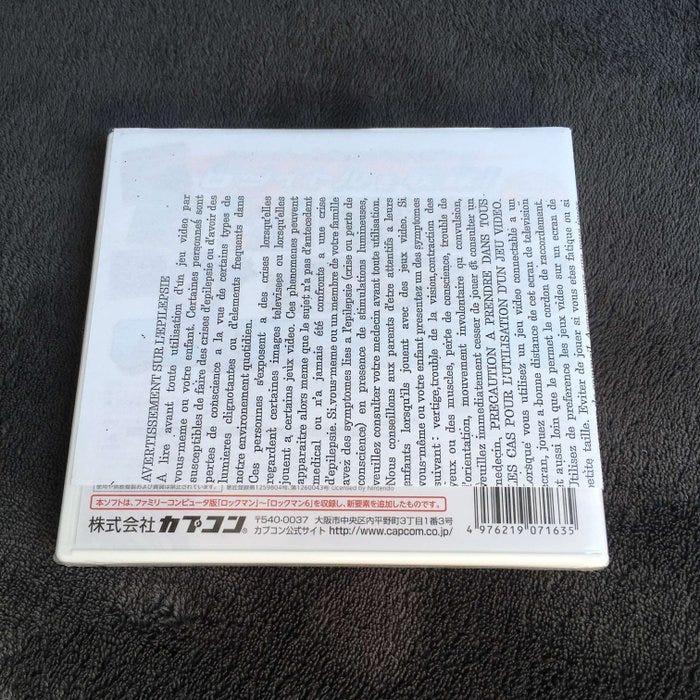 AVERTISSEMENT SUR L'EPILEPSIE
A lire avant toute utilisation d'un jeu video par
vous-meme ou votre enfant. Certaines personnes sont
susceptibles de faire des crises d'epilepsie ou d'avoir des
pertes de conscience a la vue de certains types de
lumieres clignotantes ou d'elements frequents dans
notre environement quotidien.
Ces personnes s'exposent a des crises lorsqu'elles
regardent certaines images televisees ou lorsqu'elles
jouent a certains jeux video. Ces phenomenes peuvent
apparaitre alors meme que le sujet n'a pas d'antecedent
medical ou n'a jamais été confronte a une crise
d'epilepsie. Si vous-meme ou un membre de votre famille
avez des symptomes lies a l'epilepsie (crise ou perte de
conscience) en presence de stimulations lumineuses,
veuillez consultor votre medecin avant toute utilisation.
Nous conseillons aux parents d'etre attentifs a leurs
enfants lorsqu'ils jouent avec des jeux video. Si
vous-même ou votre enfant presentez un des symptomes
suivant : vertige,trouble de la vision,contraction des
yeux ou des muscles, perte de conscience, trouble de
l'orientation, mouvement involontaire qu convulsion,
veuillez immediatement cesser de jouer et consulter un
medecin, PRECAUTION A PRENDRE DANS TOUS
LES CAS POUR L'UTILISATION D'UN JEU VIDEO.
Lorsque vous utilisez un jeu video connectable a un
ecran, jouez a bonne distance de cet ecran de television
et aussi loin que le permet le cordon de raccordement.
Utilisez de preference les jeux video sur un ecran de
petite taille. Eviter de jouer si vous etes fatique ou si
Licensed by Nintendo
本ソフトは、ファミリーコンピュータ版「ロックマン」～「ロックマン6」を収録し、新要素を追加したものです。
株式会社 カプコン® 〒540-0037 大阪市中央区内平野町3丁目1番3号
カプコン公式サイト http://www.capcom.co.jp/
4 976219 071635